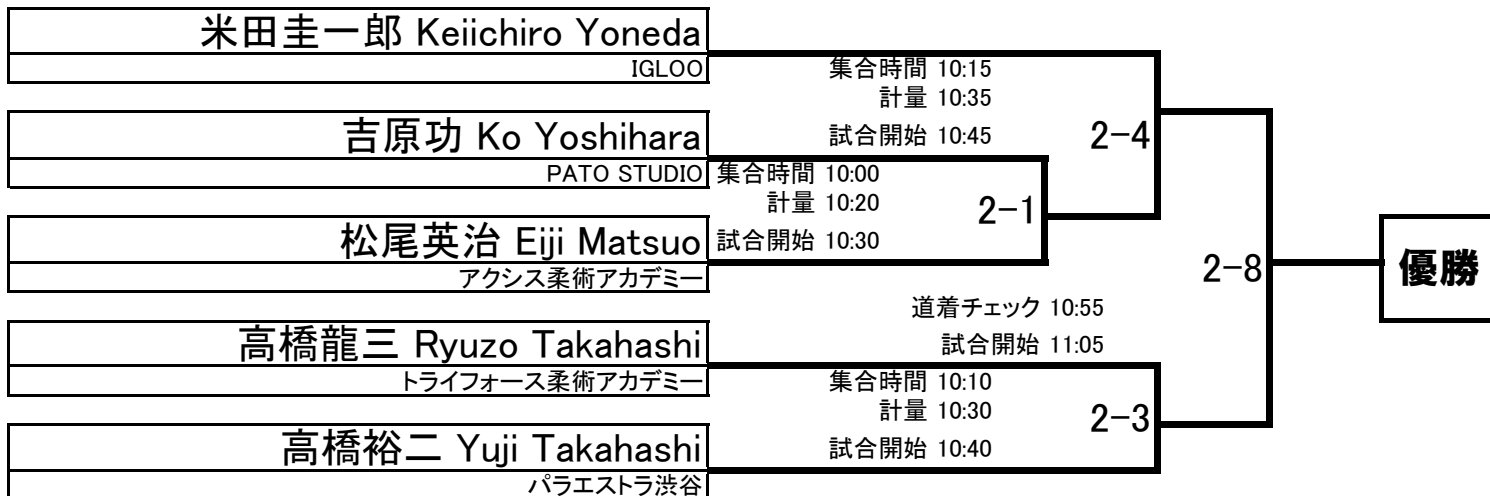 米田圭一郎 Keiichiro Yoneda
IGLOO
集合時間 10:15
計量 10:35
試合開始 10:45
2-4
吉原功 Ko Yoshihara
PATO STUDIO
集合時間 10:00
計量 10:20
試合開始 10:30
2-1
松尾英治 Eiji Matsuo
アクシス柔術アカデミー
2-8
優勝
道着チェック 10:55
試合開始 11:05
高橋龍三 Ryuzo Takahashi
トライフォース柔術アカデミー
集合時間 10:10
計量 10:30
試合開始 10:40
2-3
高橋裕二 Yuji Takahashi
パラエストラ渋谷